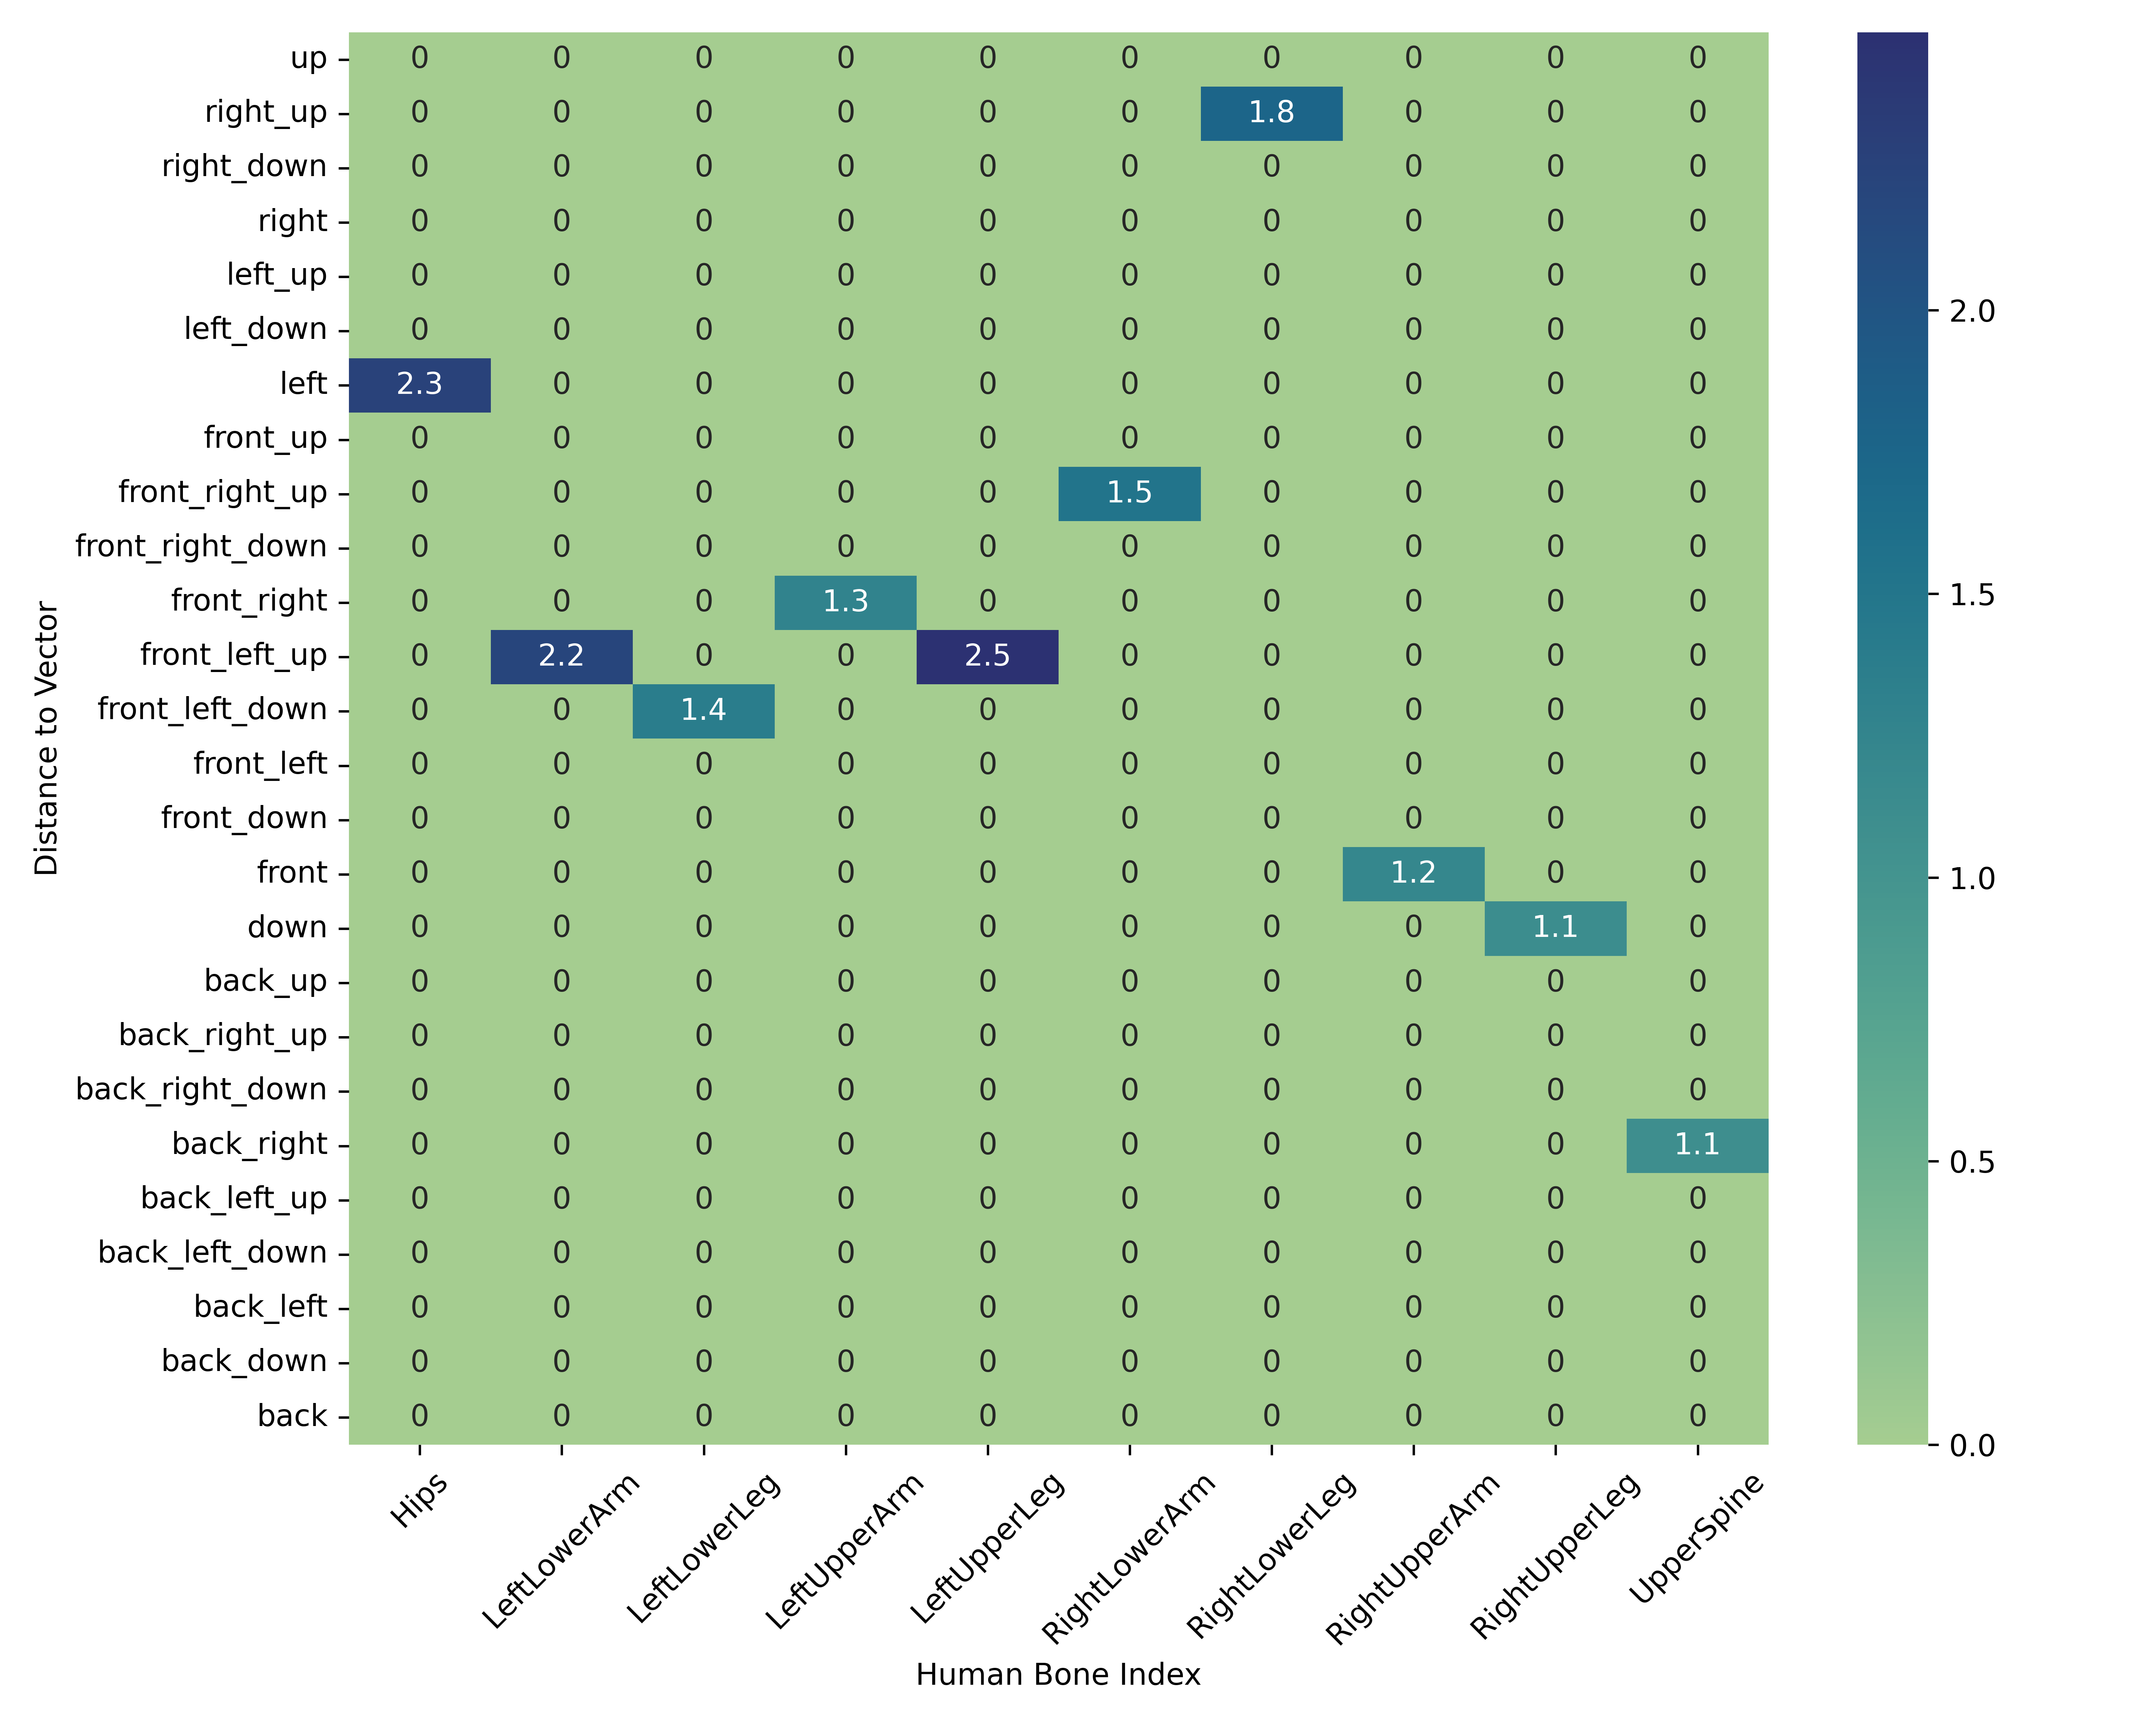 up 0 0 0 0 0 0 0 0 0 0
right_up 0 0 0 0 0 0 1.8 0 0 0
right_down 0 0 0 0 0 0 0 0 0 0
right 0 0 0 0 0 0 0 0 0 0
left_up 0 0 0 0 0 0 0 0 0 0
left_down 0 0 0 0 0 0 0 0 0 0
left 2.3 0 0 0 0 0 0 0 0 0
front_up 0 0 0 0 0 0 0 0 0 0
front_right_up 0 0 0 0 0 1.5 0 0 0 0
front_right_down 0 0 0 0 0 0 0 0 0 0
front_right 0 0 0 1.3 0 0 0 0 0 0
front_left_up 0 2.2 0 0 2.5 0 0 0 0 0
front_left_down 0 0 1.4 0 0 0 0 0 0 0
front_left 0 0 0 0 0 0 0 0 0 0
front_down 0 0 0 0 0 0 0 0 0 0
front 0 0 0 0 0 0 0 1.2 0 0
down 0 0 0 0 0 0 0 0 1.1 0
back_up 0 0 0 0 0 0 0 0 0 0
back_right_up 0 0 0 0 0 0 0 0 0 0
back_right_down 0 0 0 0 0 0 0 0 0 0
back_right 0 0 0 0 0 0 0 0 0 1.1
back_left_up 0 0 0 0 0 0 0 0 0 0
back_left_down 0 0 0 0 0 0 0 0 0 0
back_left 0 0 0 0 0 0 0 0 0 0
back_down 0 0 0 0 0 0 0 0 0 0
back 0 0 0 0 0 0 0 0 0 0
Distance to Vector
Hips LeftLowerArm LeftLowerLeg LeftUpperArm LeftUpperLeg RightLowerArm RightLowerLeg RightUpperArm RightUpperLeg UpperSpine
Human Bone Index
2.0
1.5
1.0
0.5
0.0